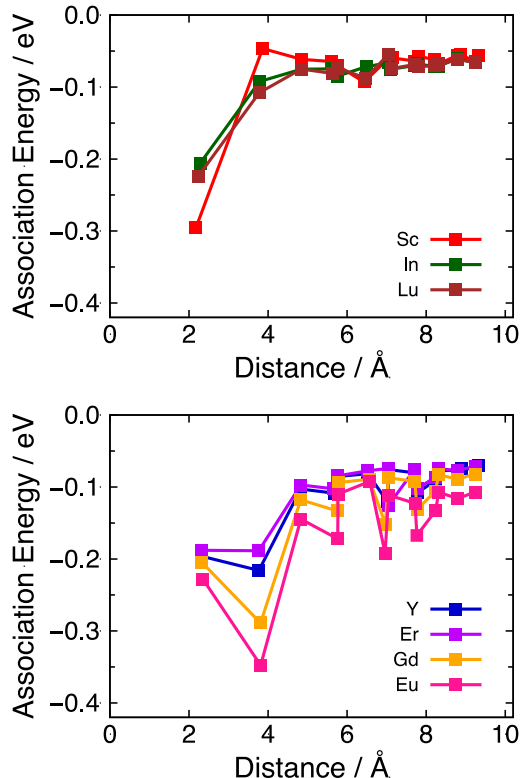 Association Energy / eV
0.0
−0.1
−0.2
−0.3
−0.4
Sc
In
Lu
0 2 4 6 8 10
Distance / Å
Association Energy / eV
0.0
−0.1
−0.2
−0.3
−0.4
Y
Er
Gd
Eu
0 2 4 6 8 10
Distance / Å